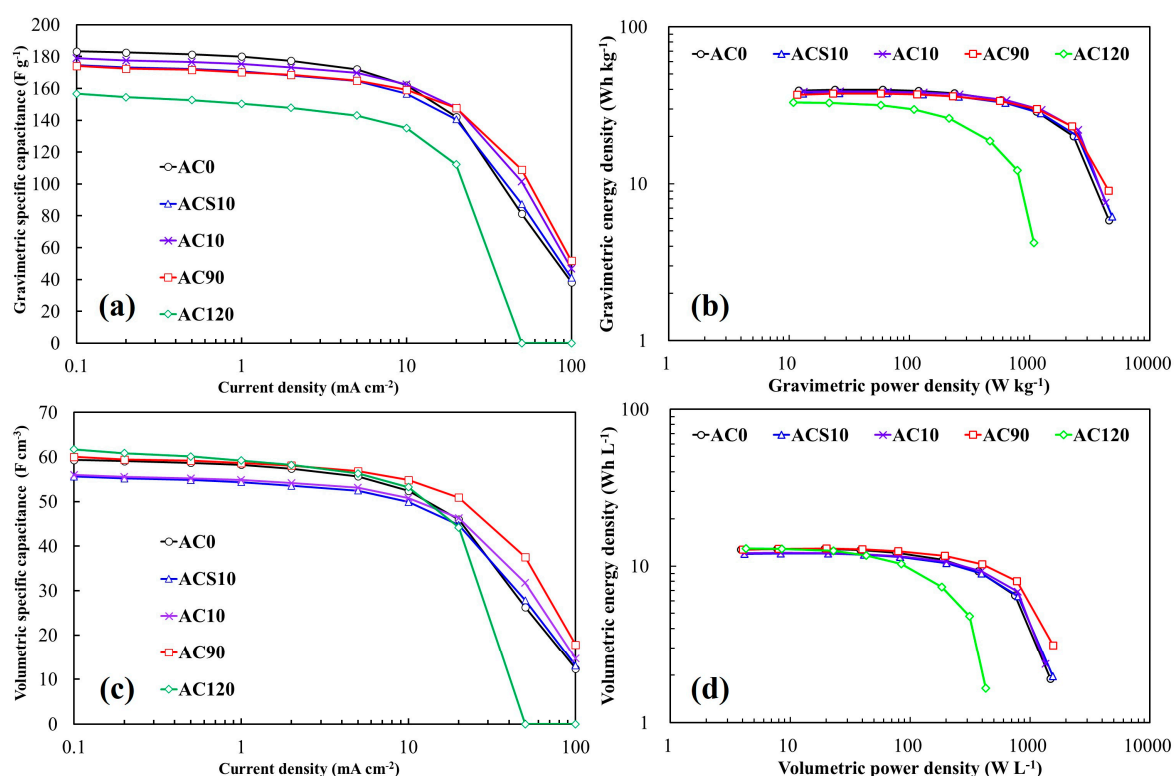 200
180
160
140
120
100
80
60
40
20
0
Gravimetric specific capacitance (F g-1)
AC0
ACS10
AC10
AC90
AC120
(a)
0.1 1 10 100
Current density (mA cm-2)
100
10
1
Gravimetric energy density (Wh kg-1)
AC0 ACS10 AC10 AC90 AC120
(b)
1 10 100 1000 10000
Gravimetric power density (W kg-1)
70
60
50
40
30
20
10
0
Volumetric specific capacitance (F cm-3)
AC0
ACS10
AC10
AC90
AC120
(c)
0.1 1 10 100
Current density (mA cm-2)
100
10
1
Volumetric energy density (Wh L-1)
AC0 ACS10 AC10 AC90 AC120
(d)
1 10 100 1000 10000
Volumetric power density (W L-1)